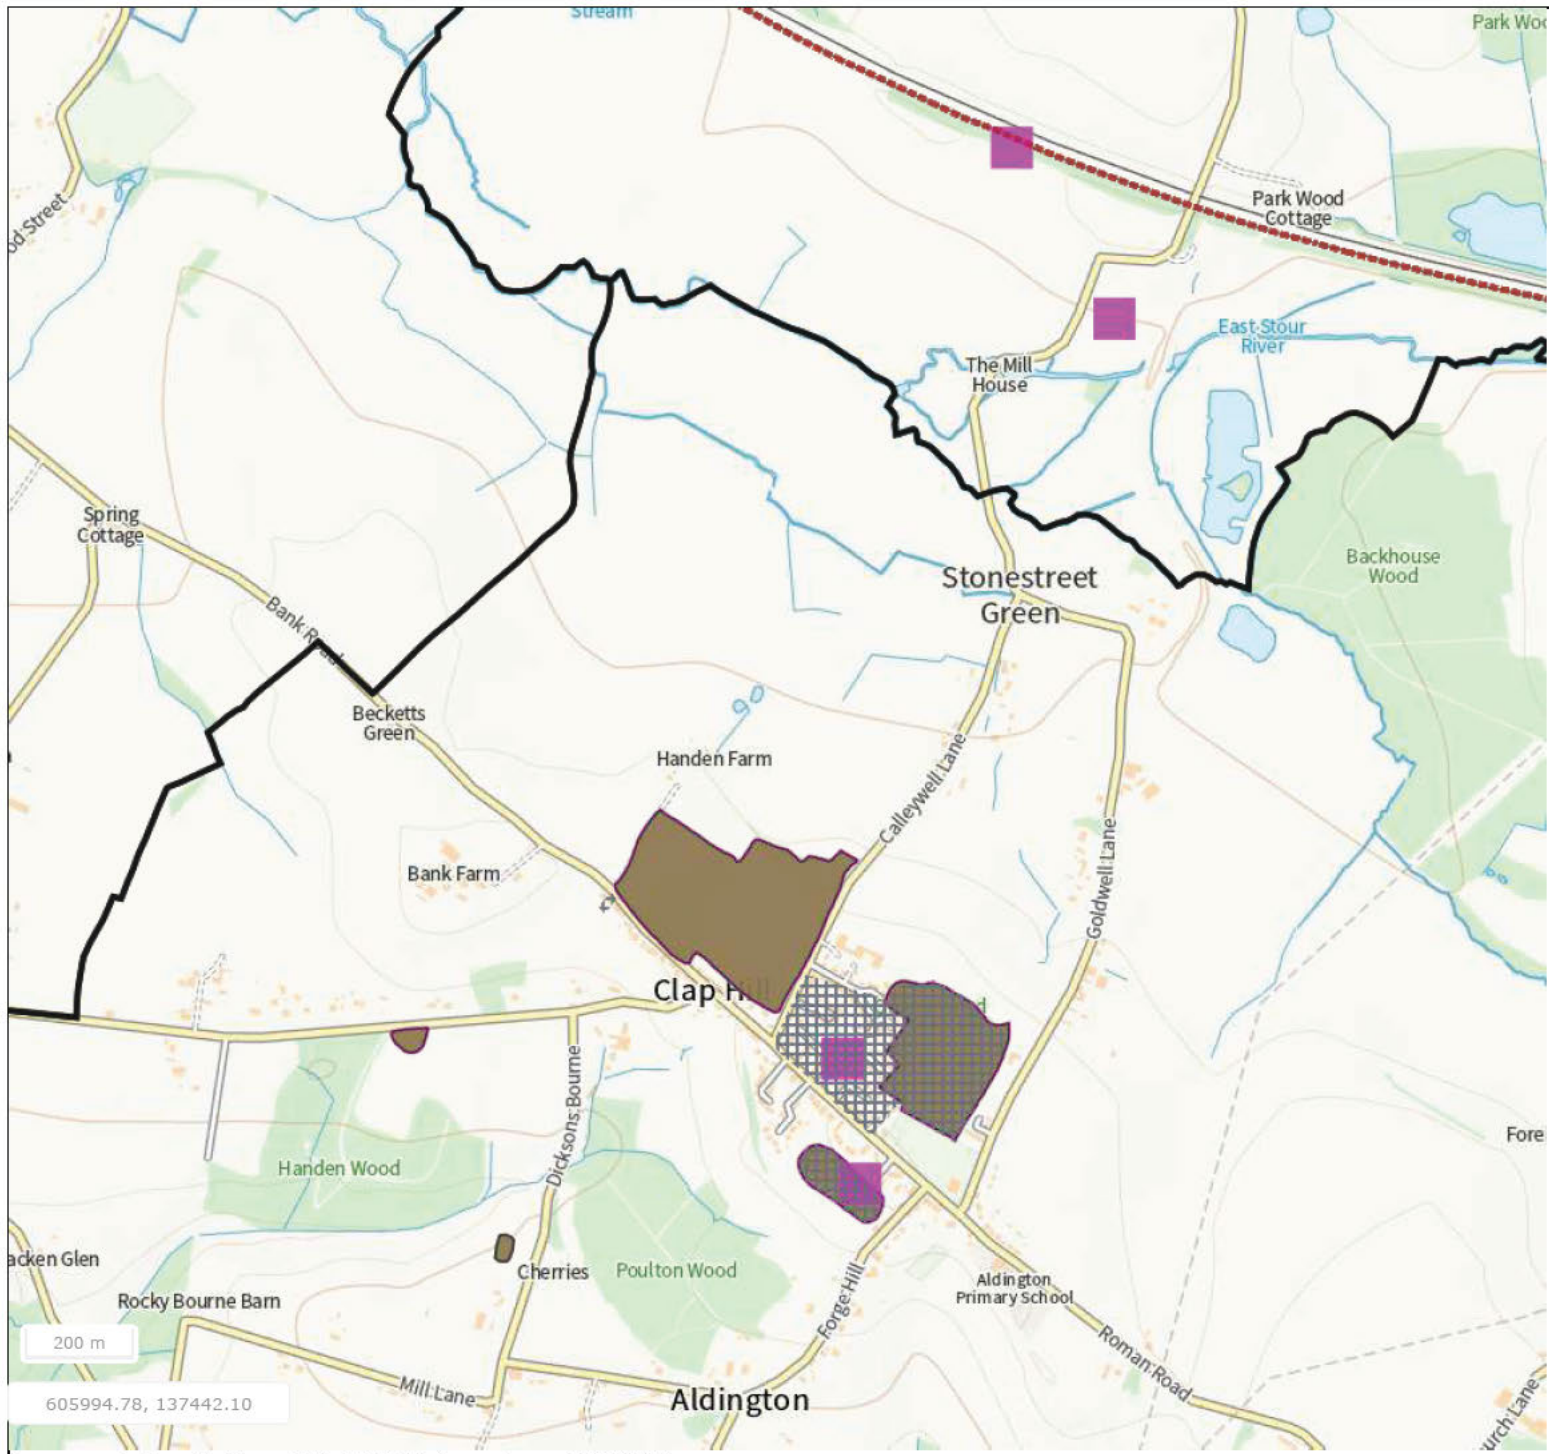 Stream
Park Woo
od Street
Park Wood
Cottage
East Stour
River
The Mill
House
Spring
Cottage
Backhouse
Wood
Stonestreet
Green
Bank Road
Becketts
Green
Handen Farm
Calleywell Lane
Goldwell Lane
Bank Farm
Clap Hill
d
Dicksons Bourne
Fore
Handen Wood
acken Glen
Cherries
Poulton Wood
Aldington
Primary School
Rocky Bourne Barn
Forge Hill
200 m
Roman Road
Mill Lane
605994.78, 137442.10
Aldington
urch Lane